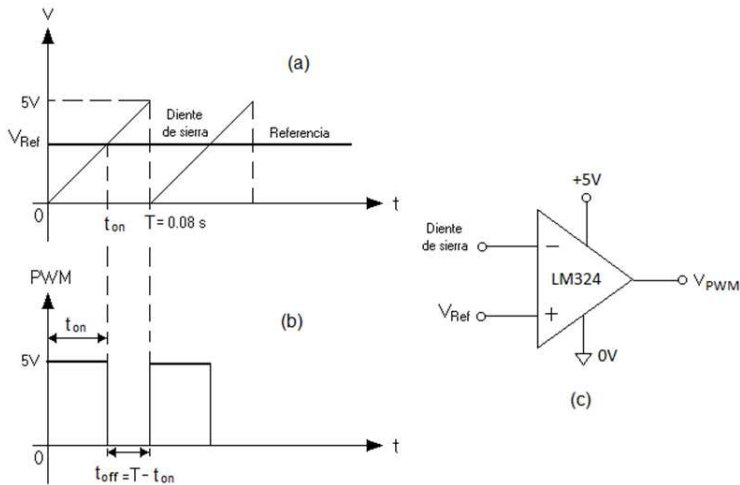 V
(a)
5V
Diente
de sierra
V_Ref
Referencia
0
t_on
T = 0.08 s
t
PWM
(b)
t_on
5V
0
t
t_off = T - t_on
+5V
Diente
de sierra
−
LM324
V_PWM
V_Ref
+
0V
(c)